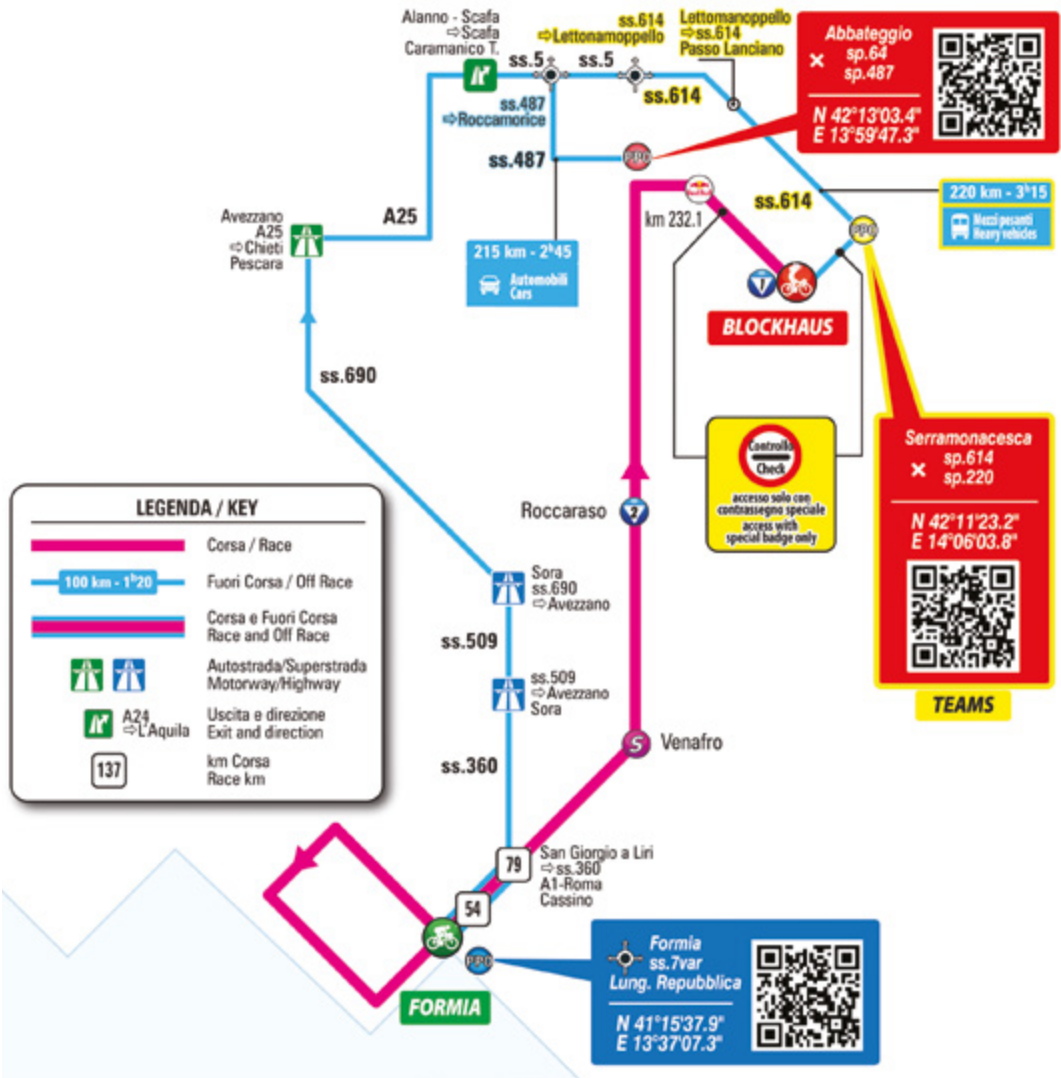 Alanno - Scafa
⇨Scafa
Caramanico T.
ss.5
ss.614
⇨Lettonamoppello
ss.5
Lettomanoppello
⇨ss.614
Passo Lanciano
ss.614
Abbateggio
sp.64
sp.487
N 42°13'03.4"
E 13°59'47.3"
ss.487
⇨Roccamorice
ss.487
PPO
Avezzano
A25
⇨Chieti
Pescara
A25
215 km - 2ʰ45
Automobili
Cars
km 232.1
ss.614
220 km - 3ʰ15
Mezzi pesanti
Heavy vehicles
PPO
1
BLOCKHAUS
ss.690
Controllo
Check
accesso solo con
contrassegno speciale
access with
special badge only
Serramonacesca
sp.614
sp.220
N 42°11'23.2"
E 14°06'03.8"
TEAMS
Roccaraso
2
LEGENDA / KEY
Corsa / Race
100 km - 1ʰ20
Fuori Corsa / Off Race
Corsa e Fuori Corsa
Race and Off Race
Autostrada/Superstrada
Motorway/Highway
A24
⇨L'Aquila
Uscita e direzione
Exit and direction
137
km Corsa
Race km
Sora
ss.690
⇨Avezzano
ss.509
ss.509
⇨Avezzano
Sora
ss.360
S
Venafro
79
San Giorgio a Liri
⇨ss.360
A1-Roma
Cassino
54
PPO
FORMIA
Formia
ss.7var
Lung. Repubblica
N 41°15'37.9"
E 13°37'07.3"